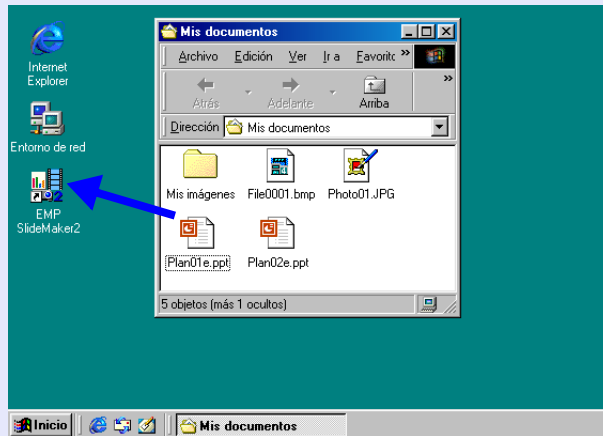 Internet
Explorer
Entorno de red
EMP
SlideMaker2
Mis documentos
Archivo Edición Ver Ir a Favoritc »
Atrás Adelante Arriba »
Dirección Mis documentos
Mis imágenes File0001.bmp Photo01.JPG
Plan01e.ppt Plan02e.ppt
5 objetos (más 1 ocultos)
Inicio Mis documentos